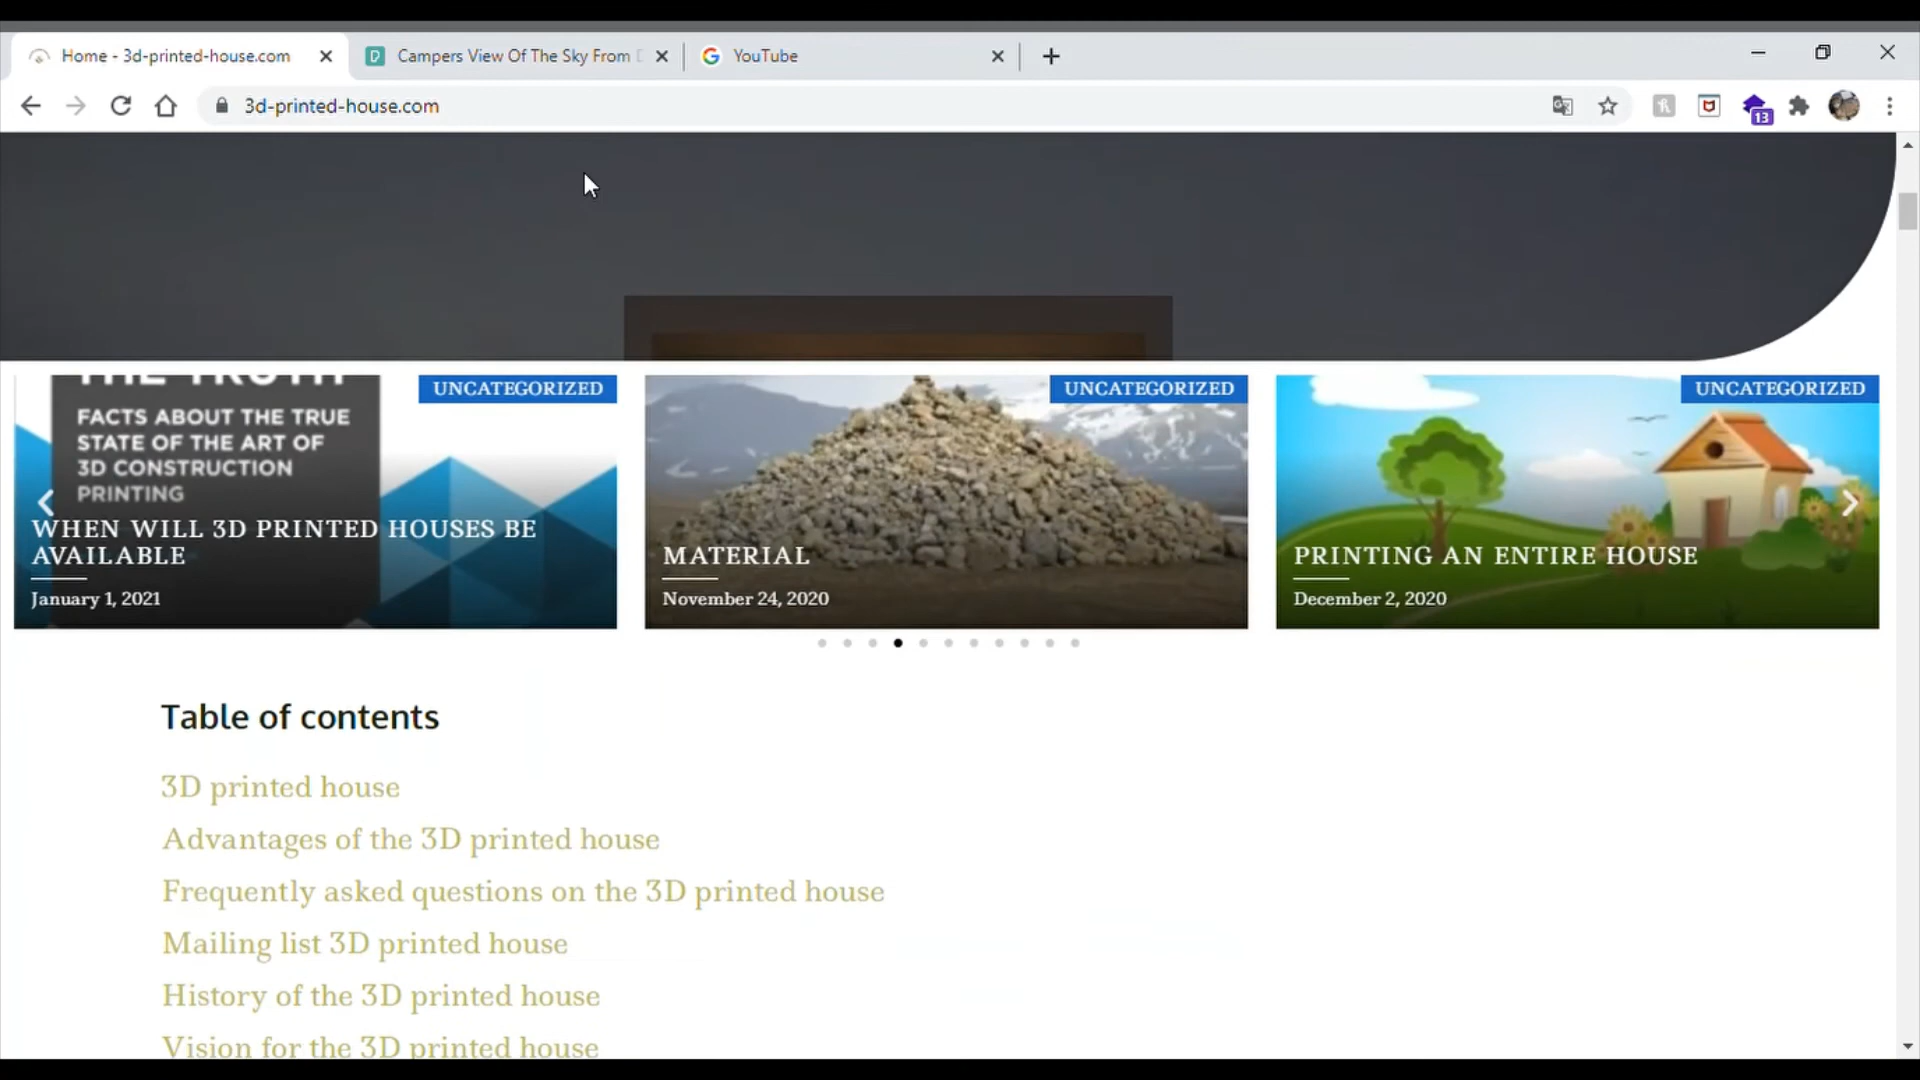 Home - 3d-printed-house.com
Campers View Of The Sky From
YouTube
3d-printed-house.com
13
THE TRUTH
FACTS ABOUT THE TRUE
STATE OF THE ART OF
3D CONSTRUCTION
PRINTING
UNCATEGORIZED
WHEN WILL 3D PRINTED HOUSES BE
AVAILABLE
January 1, 2021
UNCATEGORIZED
MATERIAL
November 24, 2020
UNCATEGORIZED
PRINTING AN ENTIRE HOUSE
December 2, 2020
Table of contents
3D printed house
Advantages of the 3D printed house
Frequently asked questions on the 3D printed house
Mailing list 3D printed house
History of the 3D printed house
Vision for the 3D printed house